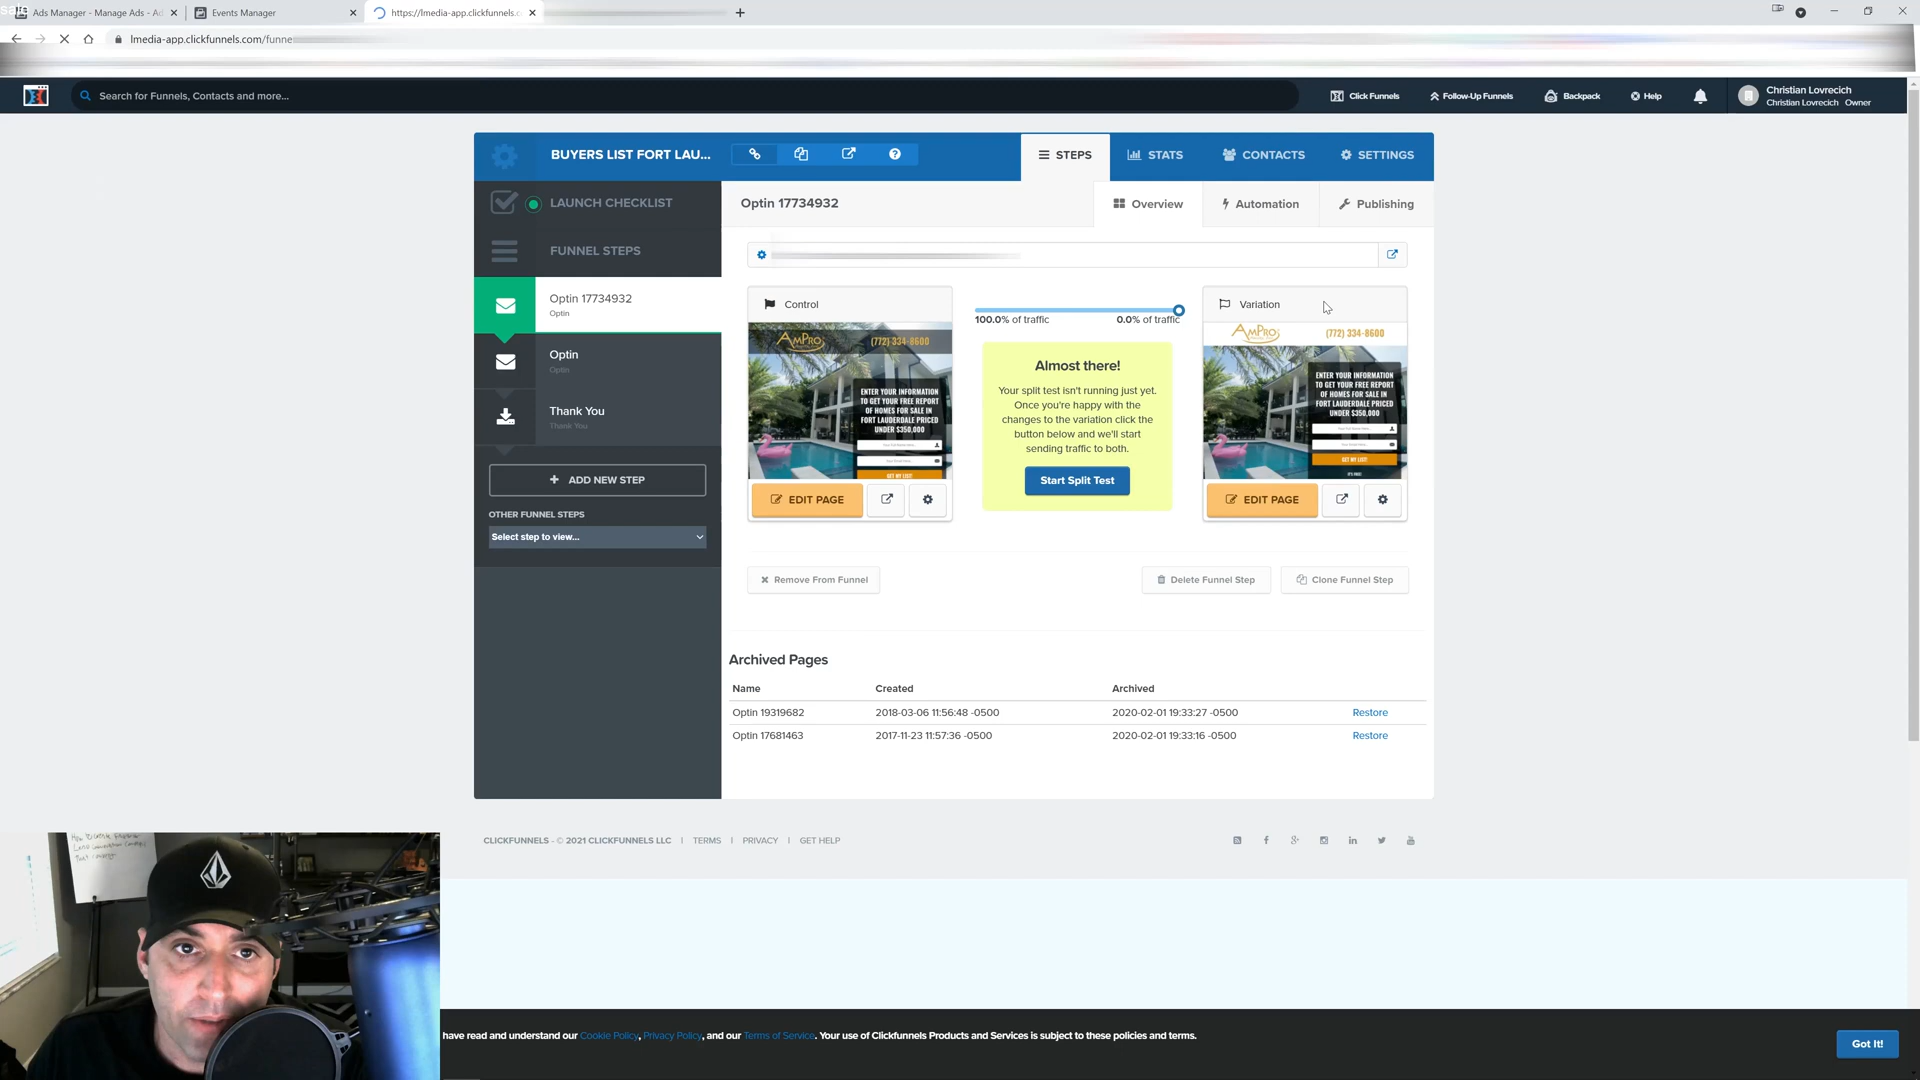 Ads Manager - Manage Ads - Ad
Events Manager
https://lmedia-app.clickfunnels.co
lmedia-app.clickfunnels.com/funne
Search for Funnels, Contacts and more...
Click Funnels
Follow-Up Funnels
Backpack
Help
Christian Lovrecich
Christian Lovrecich Owner
BUYERS LIST FORT LAU...
STEPS
STATS
CONTACTS
SETTINGS
LAUNCH CHECKLIST
Optin 17734932
Overview
Automation
Publishing
FUNNEL STEPS
Optin 17734932
Optin
Optin
Optin
Thank You
Thank You
+ ADD NEW STEP
OTHER FUNNEL STEPS
Select step to view...
Control
AMPRO
(772) 334-8600
ENTER YOUR INFORMATION
TO GET YOUR FREE REPORT
OF HOMES FOR SALE IN
FORT LAUDERDALE PRICED
UNDER $350,000
EDIT PAGE
100.0% of traffic
0.0% of traffic
Almost there!
Your split test isn't running just yet.
Once you're happy with the
changes to the variation click the
button below and we'll start
sending traffic to both.
Start Split Test
Variation
AMPRO
(772) 334-8600
ENTER YOUR INFORMATION
TO GET YOUR FREE REPORT
OF HOMES FOR SALE IN
FORT LAUDERDALE PRICED
UNDER $350,000
GET MY LIST!
EDIT PAGE
Remove From Funnel
Delete Funnel Step
Clone Funnel Step
Archived Pages
Name Created Archived
Optin 19319682 2018-03-06 11:56:48 -0500 2020-02-01 19:33:27 -0500 Restore
Optin 17681463 2017-11-23 11:57:36 -0500 2020-02-01 19:33:16 -0500 Restore
CLICKFUNNELS - © 2021 CLICKFUNNELS LLC | TERMS | PRIVACY | GET HELP
have read and understand our Cookie Policy, Privacy Policy, and our Terms of Service. Your use of Clickfunnels Products and Services is subject to these policies and terms.
Got It!